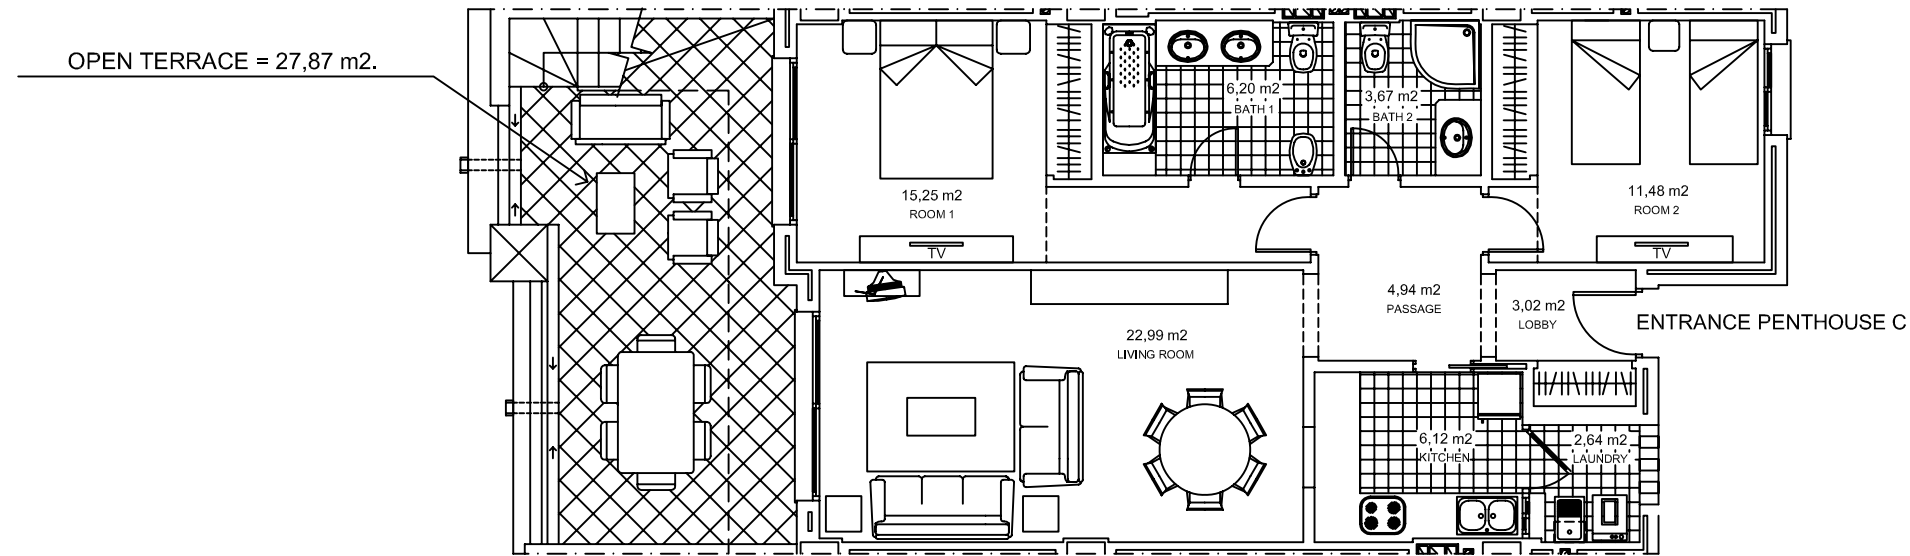 OPEN TERRACE = 27,87 m2.
6,20 m2
BATH 1
3,67 m2
BATH 2
15,25 m2
ROOM 1
11,48 m2
ROOM 2
TV
TV
4,94 m2
PASSAGE
3,02 m2
LOBBY
ENTRANCE PENTHOUSE C
22,99 m2
LIVING ROOM
6,12 m2
KITCHEN
2,64 m2
LAUNDRY